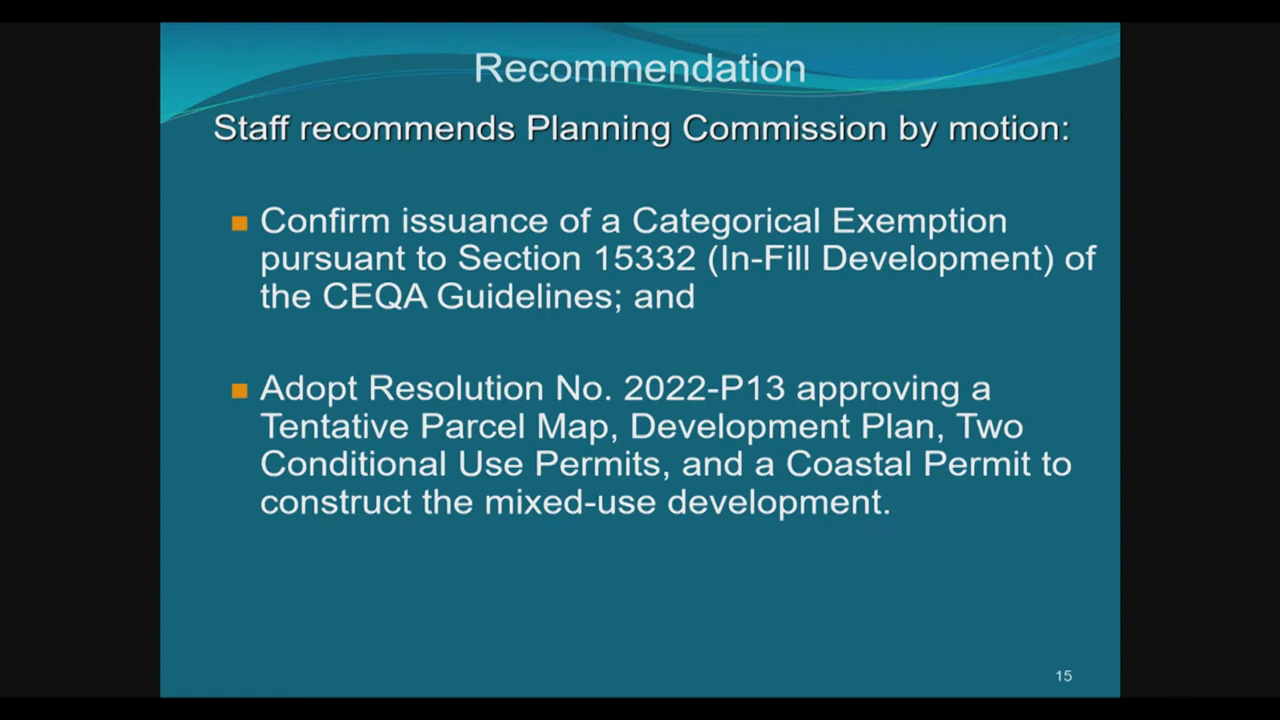 Recommendation
Staff recommends Planning Commission by motion:
Confirm issuance of a Categorical Exemption
pursuant to Section 15332 (In-Fill Development) of
the CEQA Guidelines; and
Adopt Resolution No. 2022-P13 approving a
Tentative Parcel Map, Development Plan, Two
Conditional Use Permits, and a Coastal Permit to
construct the mixed-use development.
15